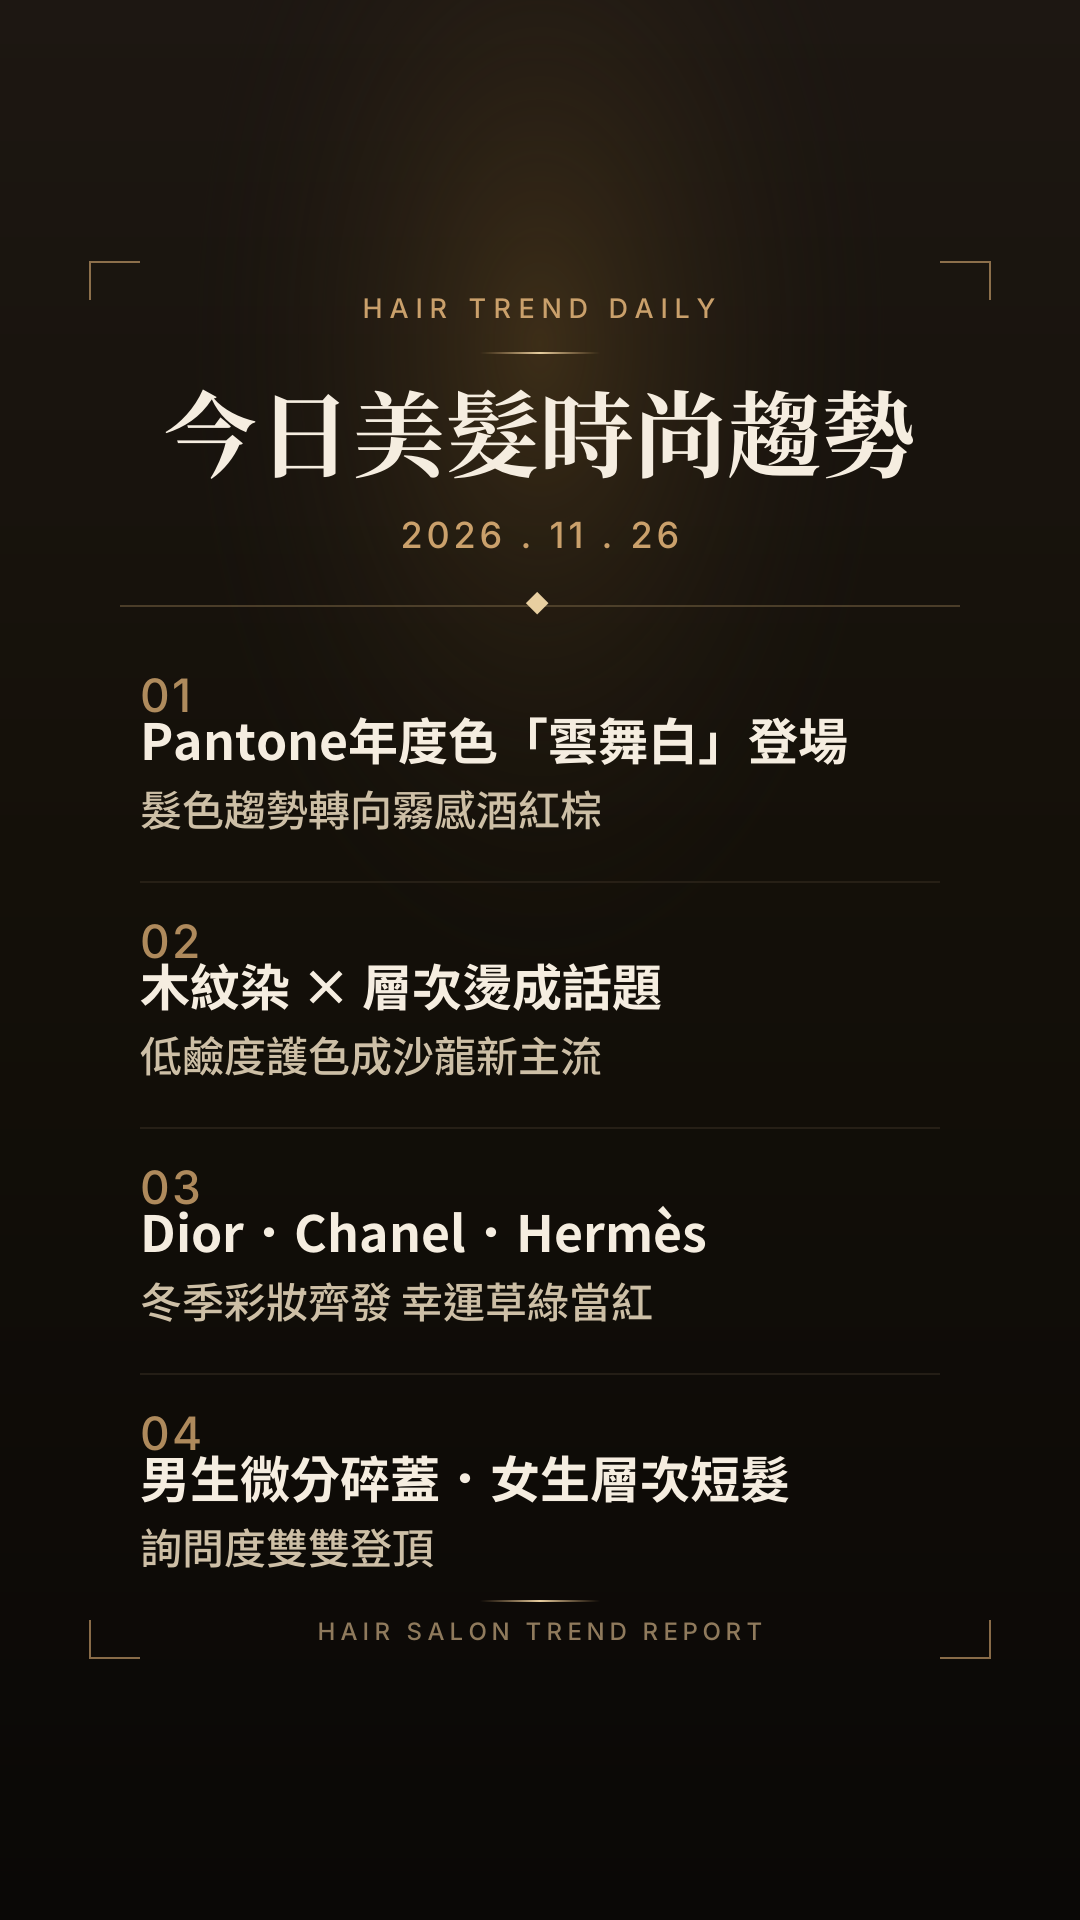 HAIR TREND DAILY
今日美髮時尚趨勢
2026 . 11 . 26
01
Pantone年度色「雲舞白」登場
髮色趨勢轉向霧感酒紅棕
02
木紋染 × 層次燙成話題
低鹼度護色成沙龍新主流
03
Dior・Chanel・Hermès
冬季彩妝齊發 幸運草綠當紅
04
男生微分碎蓋・女生層次短髮
詢問度雙雙登頂
HAIR SALON TREND REPORT